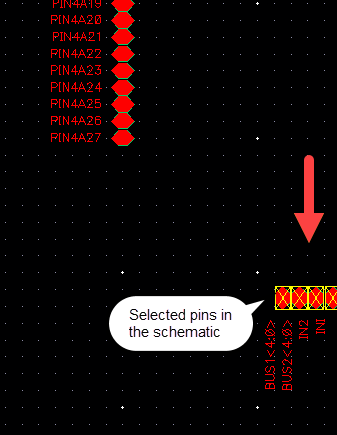 PIN4A19
PIN4A20
PIN4A21
PIN4A22
PIN4A23
PIN4A24
PIN4A25
PIN4A26
PIN4A27
Selected pins in
the schematic
BUS1<4:0>
BUS2<4:0>
IN2
IN1